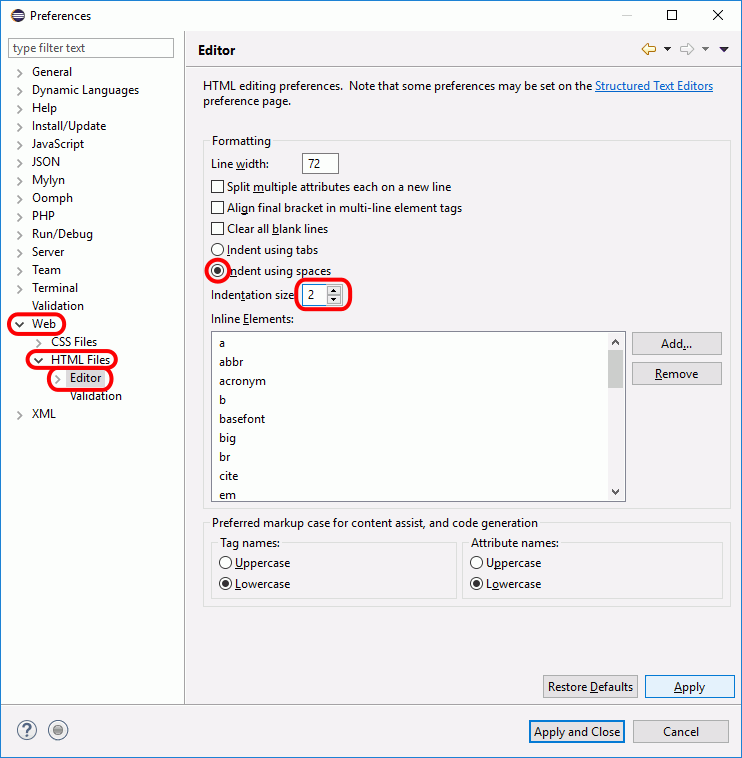 Preferences
type filter text
General
Dynamic Languages
Help
Install/Update
JavaScript
JSON
Mylyn
Oomph
PHP
Run/Debug
Server
Team
Terminal
Validation
Web
CSS Files
HTML Files
Editor
Validation
XML
Editor
HTML editing preferences.  Note that some preferences may be set on the Structured Text Editors
preference page.
Formatting
Line width: 72
Split multiple attributes each on a new line
Align final bracket in multi-line element tags
Clear all blank lines
Indent using tabs
Indent using spaces
Indentation size: 2
Inline Elements:
a
abbr
acronym
b
basefont
big
br
cite
em
Add...
Remove
Preferred markup case for content assist, and code generation
Tag names:
Uppercase
Lowercase
Attribute names:
Uppercase
Lowercase
Restore Defaults
Apply
?
Apply and Close
Cancel